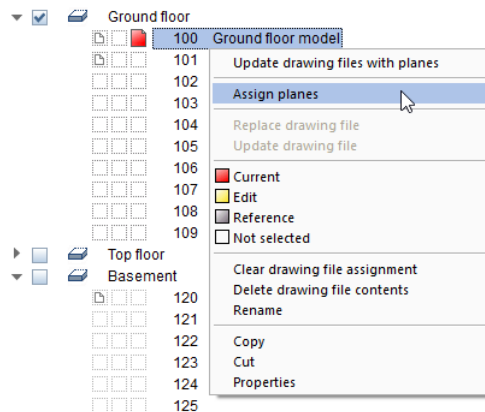 Ground floor
100 Ground floor model
101
Update drawing files with planes
102
Assign planes
103
104
Replace drawing file
105
Update drawing file
106
Current
107
Edit
108
Reference
109
Not selected
Top floor
Clear drawing file assignment
Basement
Delete drawing file contents
120
Rename
121
122
Copy
123
Cut
124
Properties
125